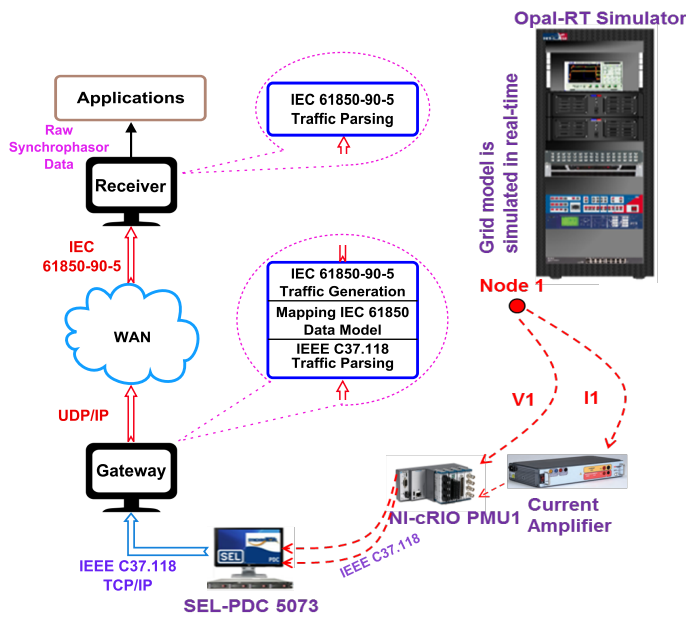 Opal-RT Simulator
Grid model is
simulated in real-time
Applications
Raw
Synchrophasor
Data
IEC 61850-90-5
Traffic Parsing
Receiver
IEC
61850-90-5
WAN
IEC 61850-90-5
Traffic Generation
Mapping IEC 61850
Data Model
IEEE C37.118
Traffic Parsing
Node 1
V1
I1
UDP/IP
Gateway
NI-cRIO PMU1
Current
Amplifier
IEEE C37.118
IEEE C37.118
TCP/IP
SEL
PDC
SEL-PDC 5073